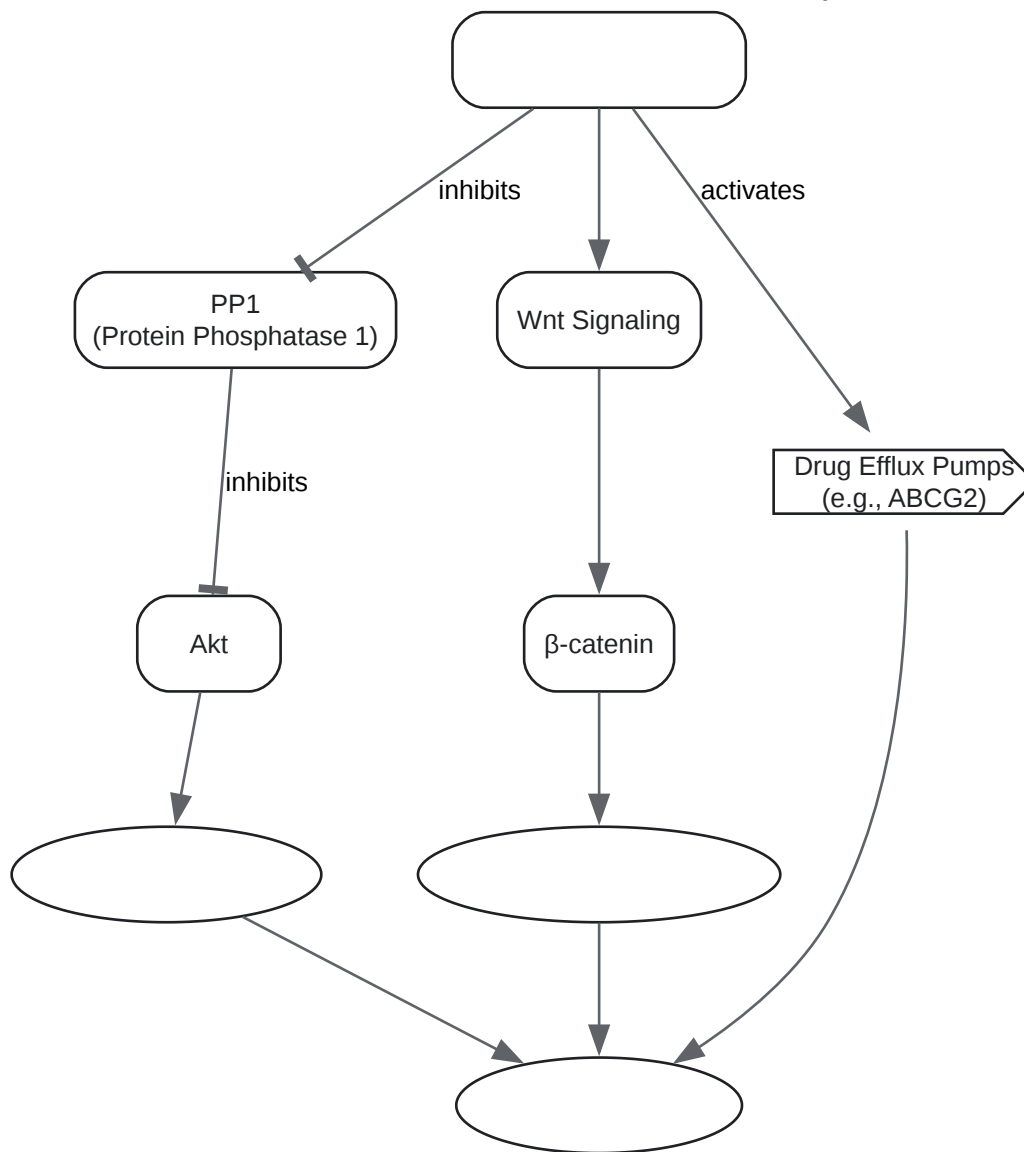 inhibits
activates
PP1
(Protein Phosphatase 1)
Wnt Signaling
Drug Efflux Pumps
(e.g., ABCG2)
inhibits
Akt
β-catenin